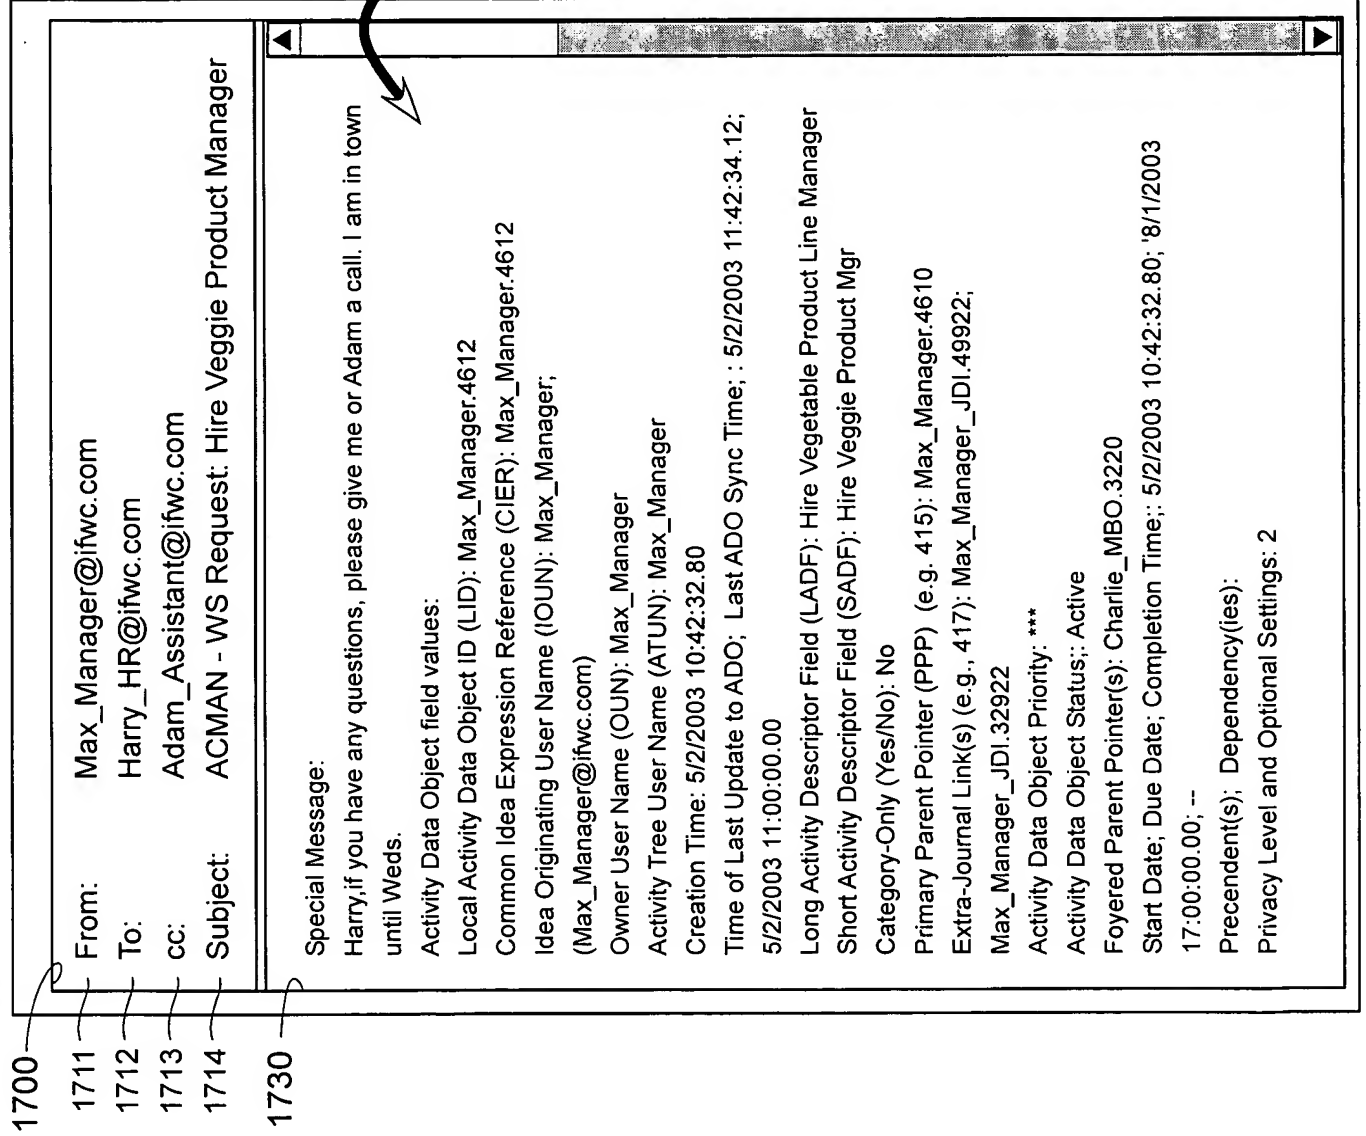 1700
1711 From: Max_Manager@ifwc.com
1712 To: Harry_HR@ifwc.com
1713 cc: Adam_Assistant@ifwc.com
1714 Subject: ACMAN - WS Request: Hire Veggie Product Manager
1730
Special Message:
Harry,if you have any questions, please give me or Adam a call. I am in town
until Weds.
Activity Data Object field values:
Local Activity Data Object ID (LID): Max_Manager.4612
Common Idea Expression Reference (CIER): Max_Manager.4612
Idea Originating User Name (IOUN): Max_Manager;
(Max_Manager@ifwc.com)
Owner User Name (OUN): Max_Manager
Activity Tree User Name (ATUN): Max_Manager
Creation Time: 5/2/2003 10:42:32.80
Time of Last Update to ADO; Last ADO Sync Time; : 5/2/2003 11:42:34.12;
5/2/2003 11:00:00.00
Long Activity Descriptor Field (LADF): Hire Vegetable Product Line Manager
Short Activity Descriptor Field (SADF): Hire Veggie Product Mgr
Category-Only (Yes/No): No
Primary Parent Pointer (PPP) (e.g. 415): Max_Manager.4610
Extra-Journal Link(s) (e.g., 417): Max_Manager_JDI.49922;
Max_Manager_JDI.32922
Activity Data Object Priority: ***
Activity Data Object Status;: Active
Foyered Parent Pointer(s): Charlie_MBO.3220
Start Date; Due Date; Completion Time;: 5/2/2003 10:42:32.80; '8/1/2003
17:00:00.00; --
Precendent(s); Dependency(ies):
Privacy Level and Optional Settings: 2